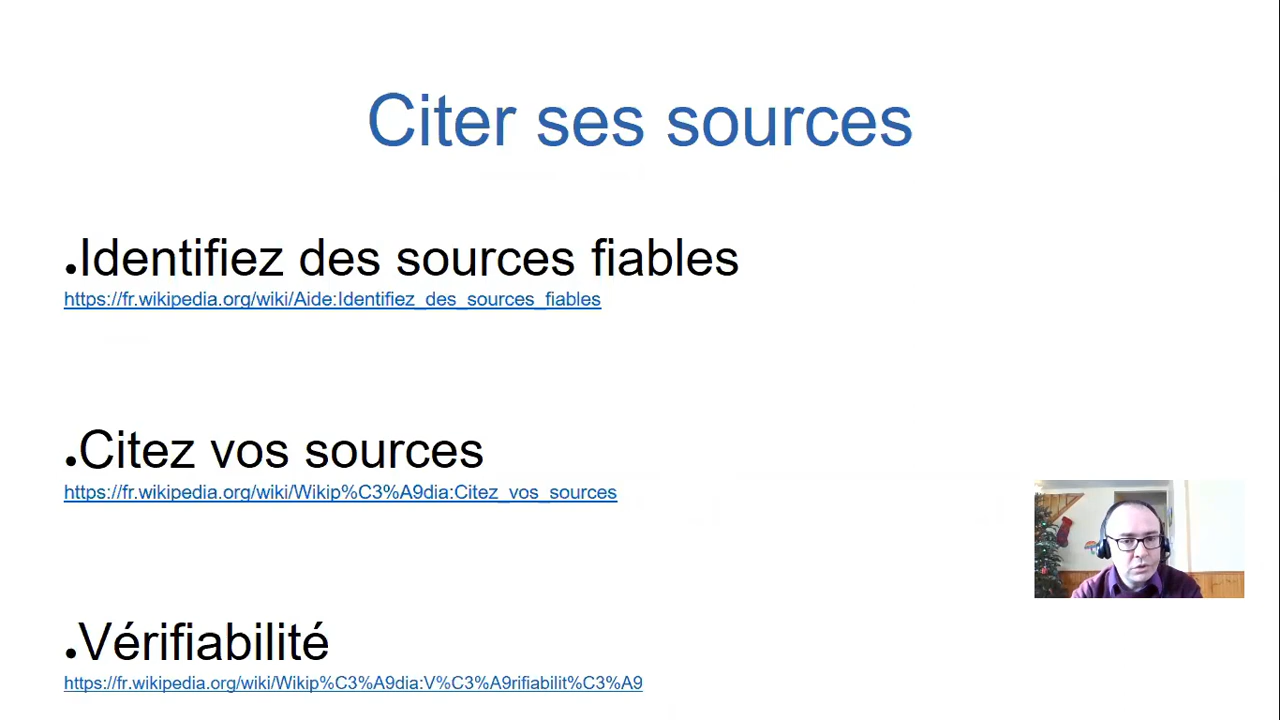 Citer ses sources
●Identifiez des sources fiables
https://fr.wikipedia.org/wiki/Aide:Identifiez_des_sources_fiables
●Citez vos sources
https://fr.wikipedia.org/wiki/Wikip%C3%A9dia:Citez_vos_sources
●Vérifiabilité
https://fr.wikipedia.org/wiki/Wikip%C3%A9dia:V%C3%A9rifiabilit%C3%A9